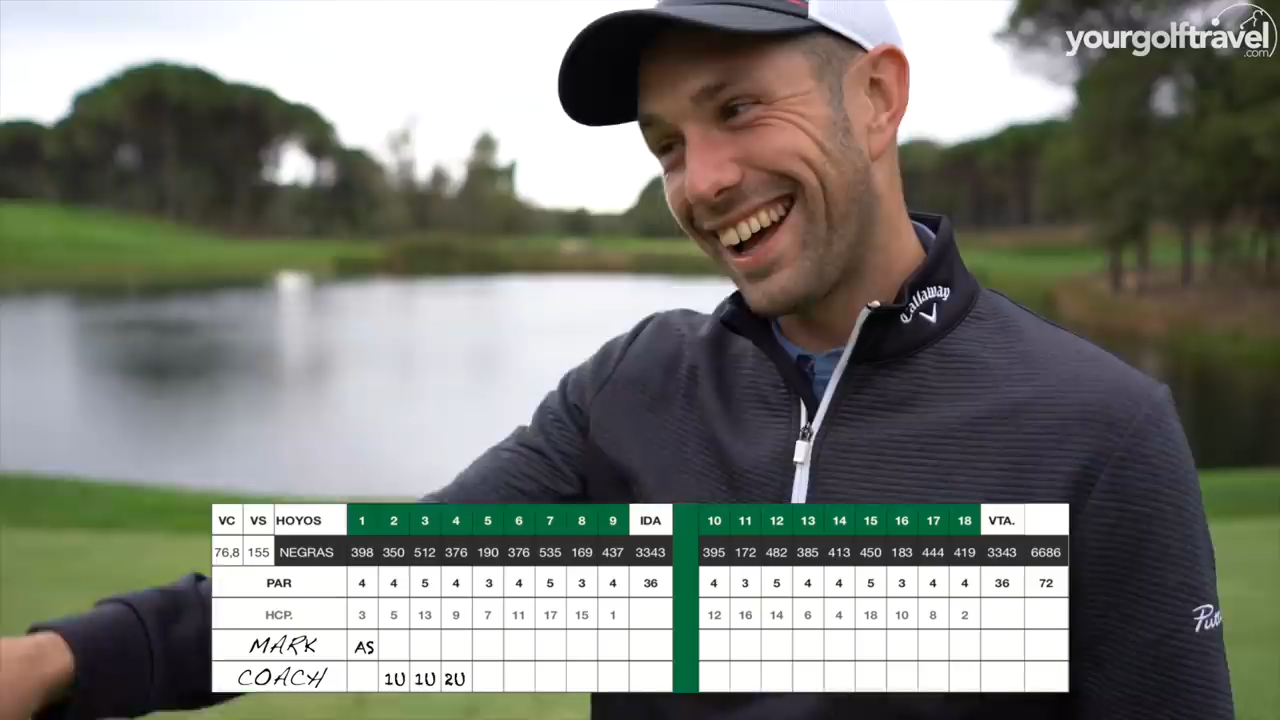 yourgolftravel
.com
Callaway
VC VS HOYOS 1 2 3 4 5 6 7 8 9 IDA 10 11 12 13 14 15 16 17 18 VTA.
76,8 155 NEGRAS 398 350 512 376 190 376 535 169 437 3343 395 172 482 385 413 450 183 444 419 3343 6686
PAR 4 4 5 4 3 4 5 3 4 36 4 3 5 4 4 5 3 4 4 36 72
HCP. 3 5 13 9 7 11 17 15 1 12 16 14 6 4 18 10 8 2
MARK AS
COACH 1U 1U 2U